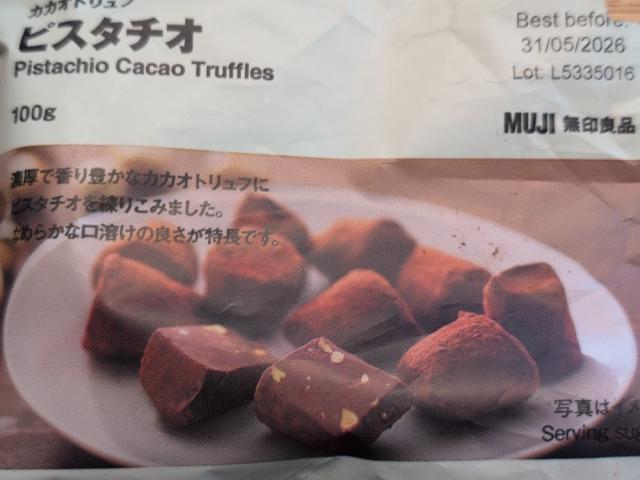 カカオトリュフ
ピスタチオ
Pistachio Cacao Truffles
100g
Best before:
31/05/2026
Lot: L5335016
MUJI 無印良品
濃厚で香り豊かなカカオトリュフに
ピスタチオを練りこみました。
なめらかな口溶けの良さが特長です。
写真は
Serving